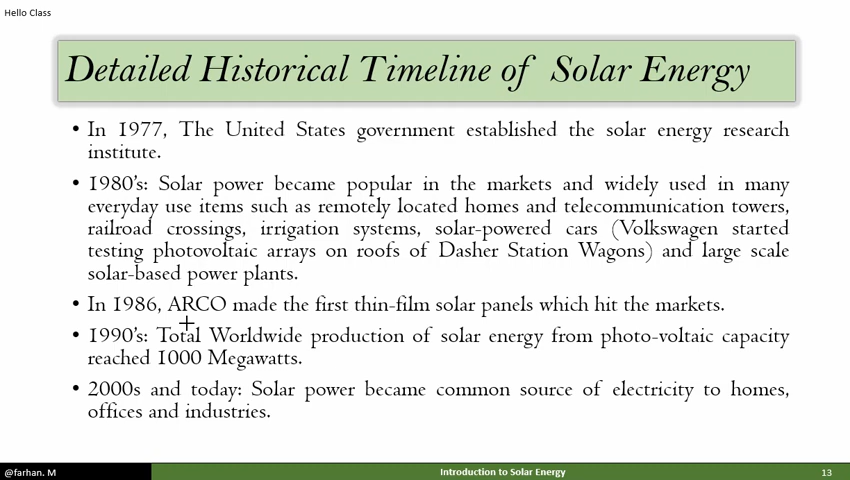 Hello Class
Detailed Historical Timeline of Solar Energy
• In 1977, The United States government established the solar energy research
institute.
• 1980's: Solar power became popular in the markets and widely used in many
everyday use items such as remotely located homes and telecommunication towers,
railroad crossings, irrigation systems, solar-powered cars (Volkswagen started
testing photovoltaic arrays on roofs of Dasher Station Wagons) and large scale
solar-based power plants.
• In 1986, ARCO made the first thin-film solar panels which hit the markets.
• 1990's: Total Worldwide production of solar energy from photo-voltaic capacity
reached 1000 Megawatts.
• 2000s and today: Solar power became common source of electricity to homes,
offices and industries.
@farhan. M
Introduction to Solar Energy
13